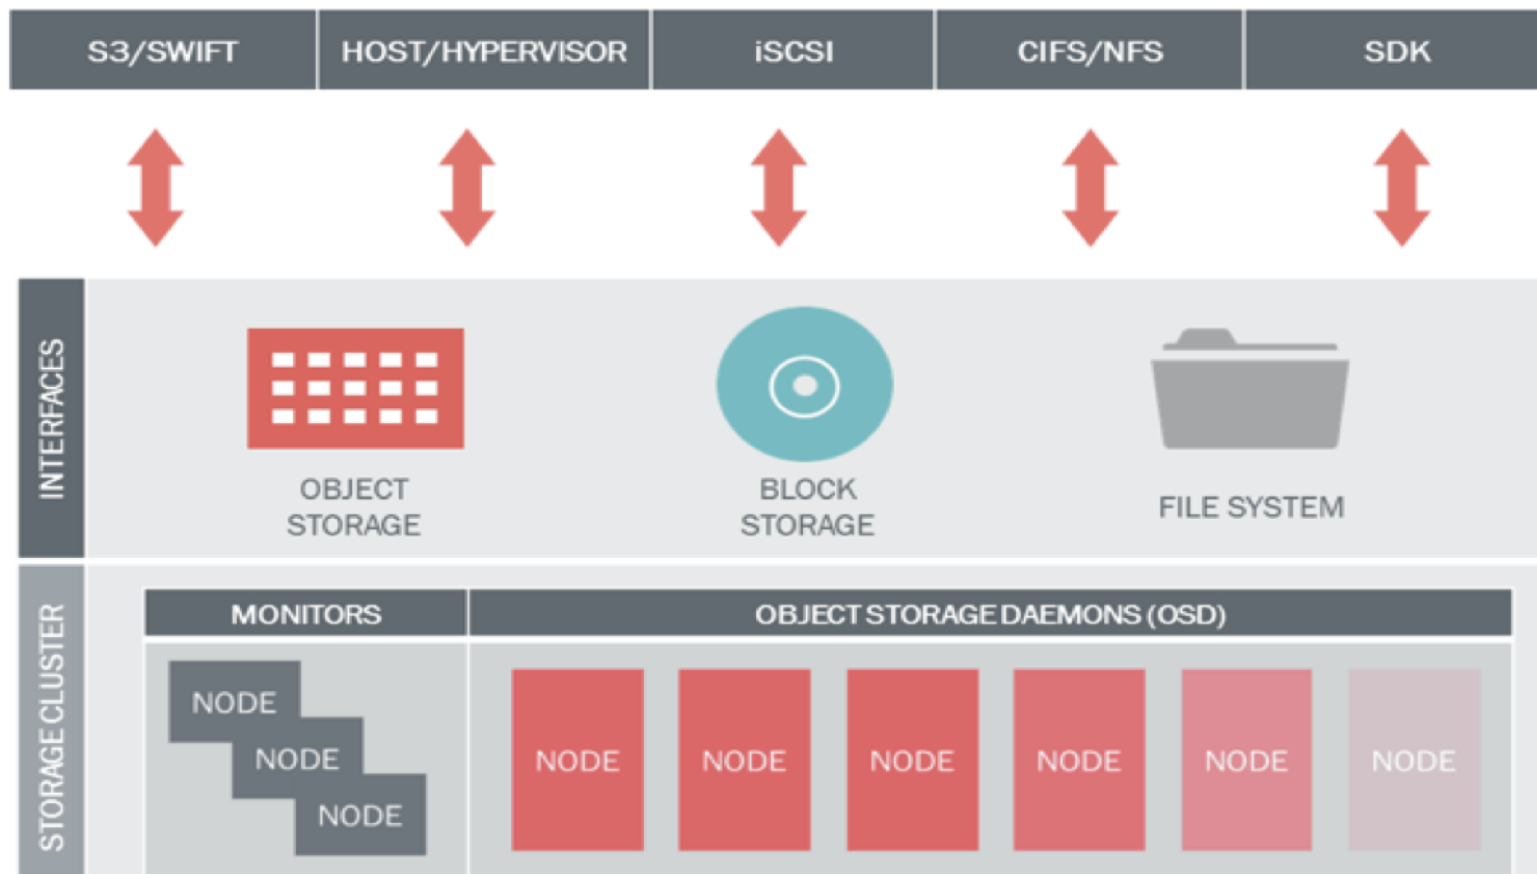 S3/SWIFT
HOST/HYPERVISOR
iSCSI
CIFS/NFS
SDK
INTERFACES
OBJECT
STORAGE
BLOCK
STORAGE
FILE SYSTEM
STORAGE CLUSTER
MONITORS
OBJECT STORAGE DAEMONS (OSD)
NODE
NODE
NODE
NODE
NODE
NODE
NODE
NODE
NODE